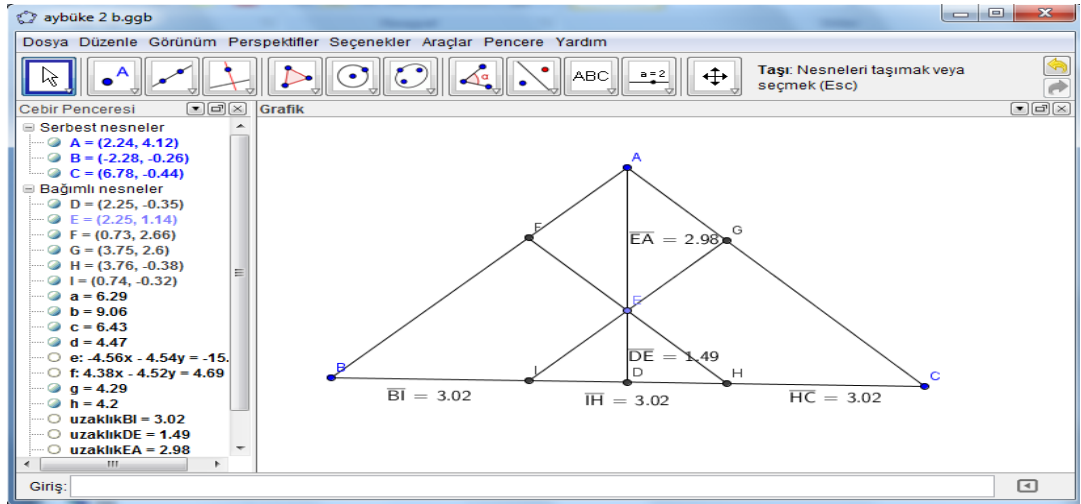 aybüke 2 b.ggb
Dosya Düzenle Görünüm Perspektifler Seçenekler Araçlar Pencere Yardım
A
α
ABC
a=2
Taşı: Nesneleri taşımak veya
seçmek (Esc)
Cebir Penceresi
Grafik
Serbest nesneler
A = (2.24, 4.12)
B = (-2.28, -0.26)
C = (6.78, -0.44)
Bağımlı nesneler
D = (2.25, -0.35)
E = (2.25, 1.14)
F = (0.73, 2.66)
G = (3.75, 2.6)
H = (3.76, -0.38)
I = (0.74, -0.32)
a = 6.29
b = 9.06
c = 6.43
d = 4.47
e: -4.56x - 4.54y = -15.
f: 4.38x - 4.52y = 4.69
g = 4.29
h = 4.2
uzaklıkBI = 3.02
uzaklıkDE = 1.49
uzaklıkEA = 2.98
A
F
G
EA = 2.98
E
DE = 1.49
B
I
D
H
C
BI = 3.02
IH = 3.02
HC = 3.02
Giriş: